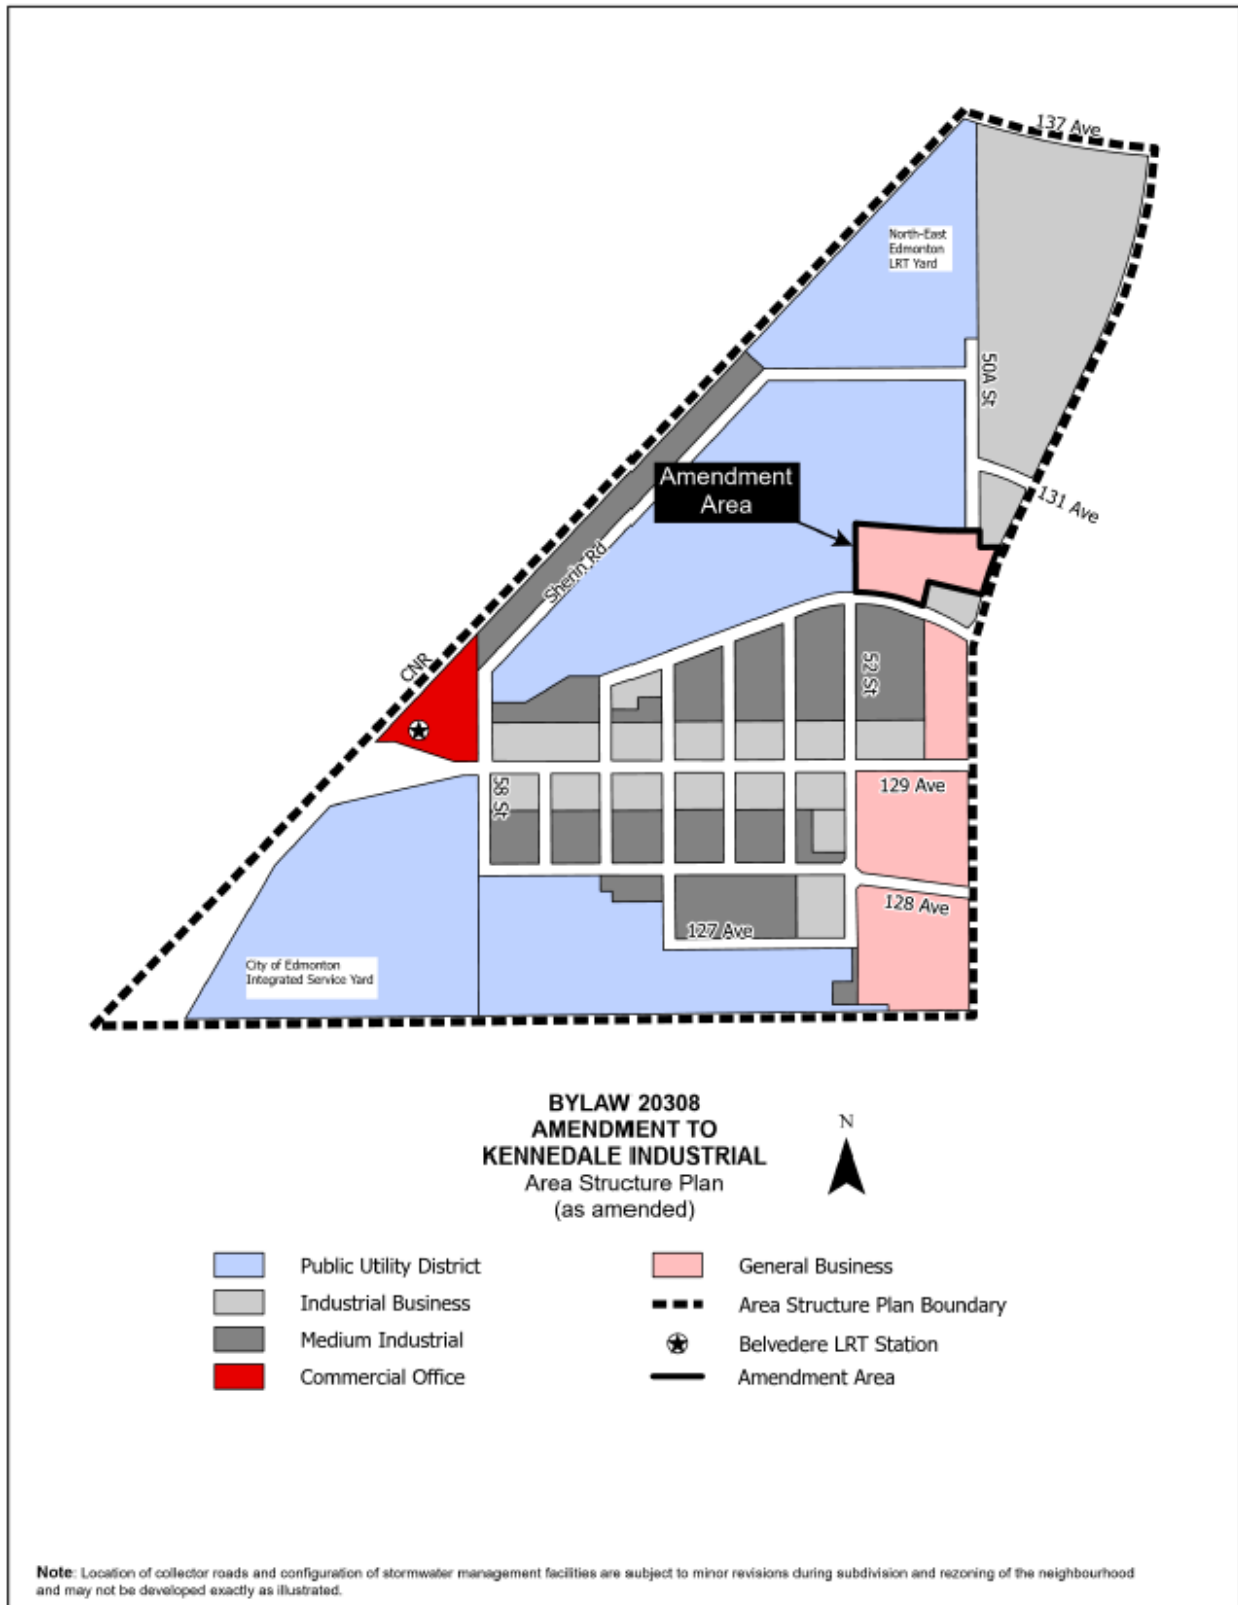 137 Ave
North-East
Edmonton
LRT Yard
50A St
Amendment
Area
131 Ave
Sherin Rd
CNR
52 St
58 St
129 Ave
128 Ave
127 Ave
City of Edmonton
Integrated Service Yard
BYLAW 20308
AMENDMENT TO
KENNEDALE INDUSTRIAL
Area Structure Plan
(as amended)
N
Public Utility District
General Business
Industrial Business
Area Structure Plan Boundary
Medium Industrial
Belvedere LRT Station
Commercial Office
Amendment Area
Note: Location of collector roads and configuration of stormwater management facilities are subject to minor revisions during subdivision and rezoning of the neighbourhood
and may not be developed exactly as illustrated.